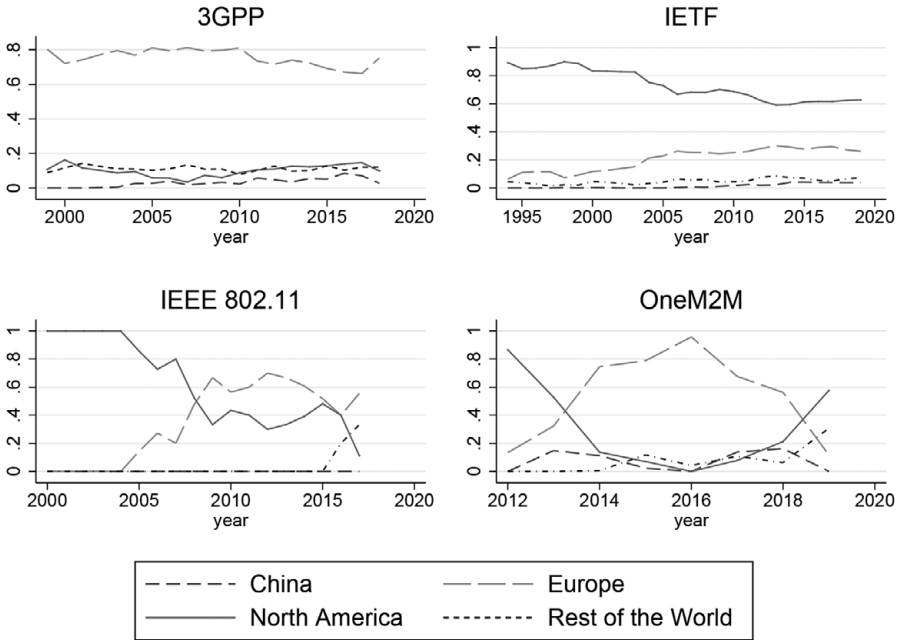 3GPP
.8
.6
.4
.2
0
2000 2005 2010 2015 2020
year
IETF
1
.8
.6
.4
.2
0
1995 2000 2005 2010 2015 2020
year
IEEE 802.11
1
.8
.6
.4
.2
0
2000 2005 2010 2015 2020
year
OneM2M
1
.8
.6
.4
.2
0
2012 2014 2016 2018 2020
year
China Europe
North America Rest of the World